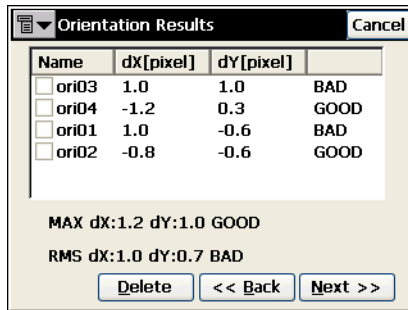 Orientation Results Cancel
Name dX[pixel] dY[pixel]
ori03 1.0 1.0 BAD
ori04 -1.2 0.3 GOOD
ori01 1.0 -0.6 BAD
ori02 -0.8 -0.6 GOOD
MAX dX:1.2 dY:1.0 GOOD
RMS dX:1.0 dY:0.7 BAD
Delete << Back Next >>